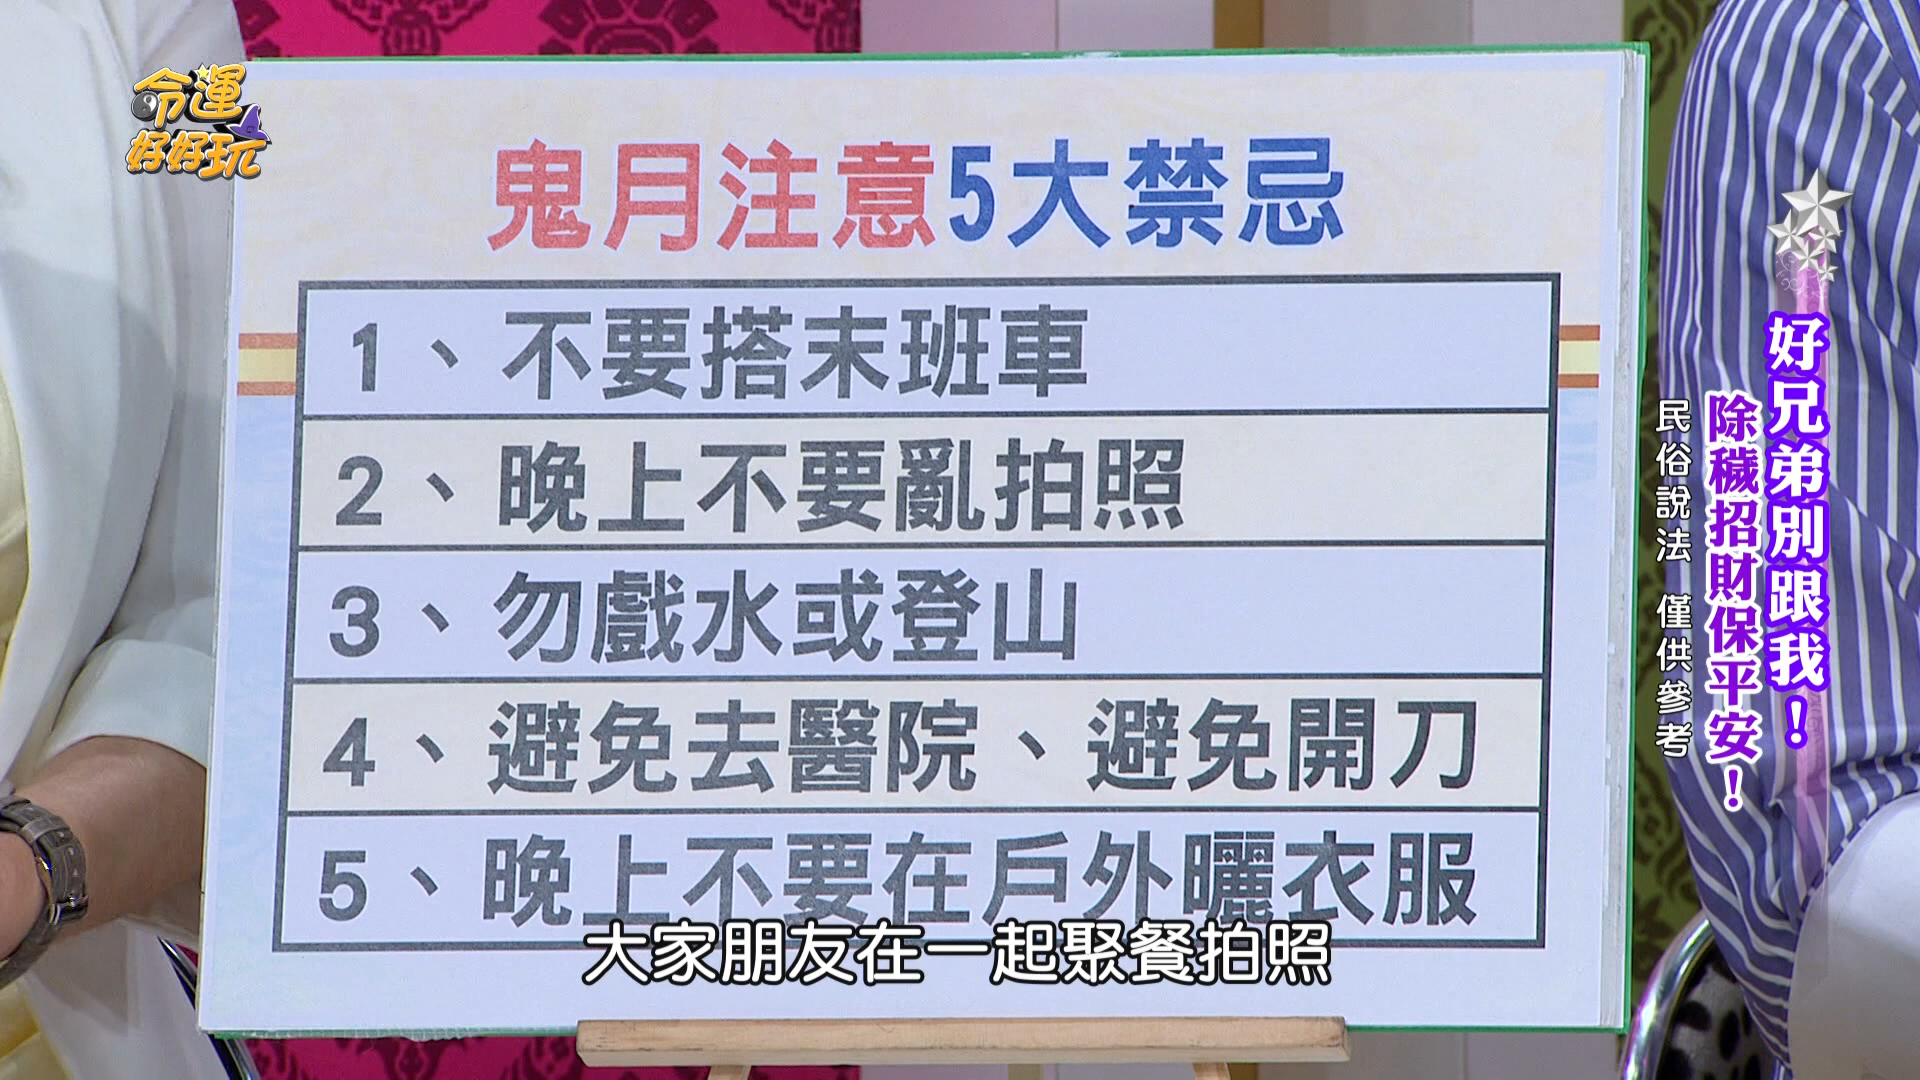 命運
好好玩
鬼月注意5大禁忌
1、不要搭末班車
2、晚上不要亂拍照
3、勿戲水或登山
4、避免去醫院、避免開刀
5、晚上不要在戶外曬衣服
大家朋友在一起聚餐拍照
好兄弟別跟我！
除穢招財保平安！
民俗說法 僅供參考